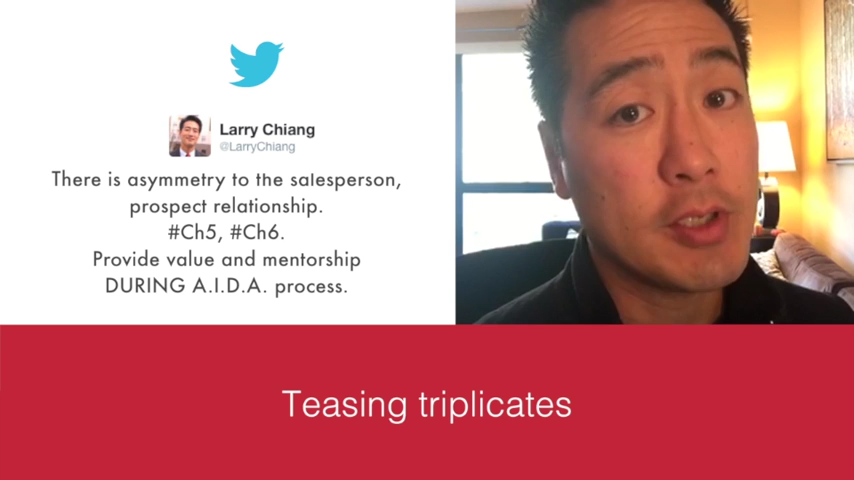 Larry Chiang
@LarryChiang
There is asymmetry to the salesperson,
prospect relationship.
#Ch5, #Ch6.
Provide value and mentorship
DURING A.I.D.A. process.
Teasing triplicates